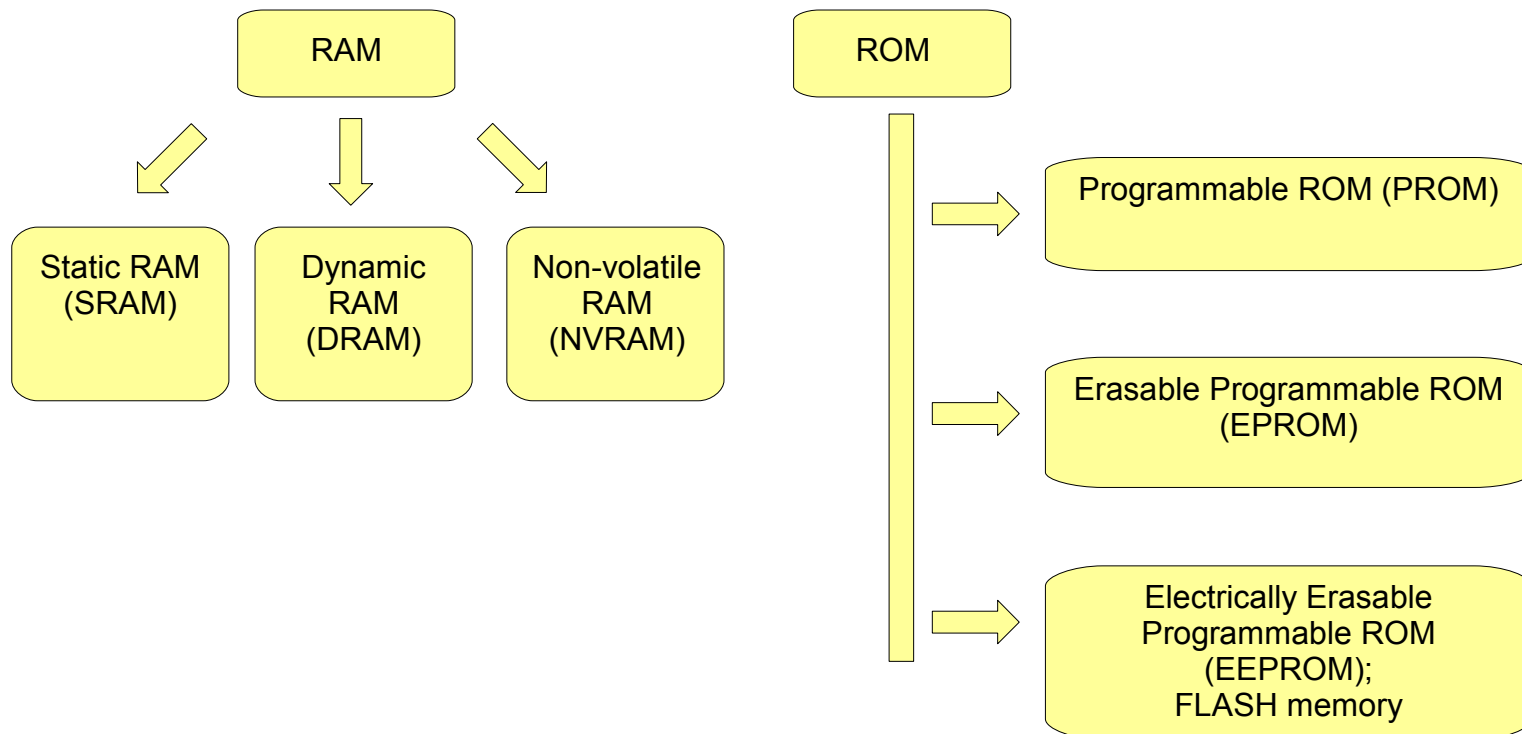 RAM
Static RAM
(SRAM)
Dynamic
RAM
(DRAM)
Non-volatile
RAM
(NVRAM)
ROM
Programmable ROM (PROM)
Erasable Programmable ROM
(EPROM)
Electrically Erasable
Programmable ROM
(EEPROM);
FLASH memory